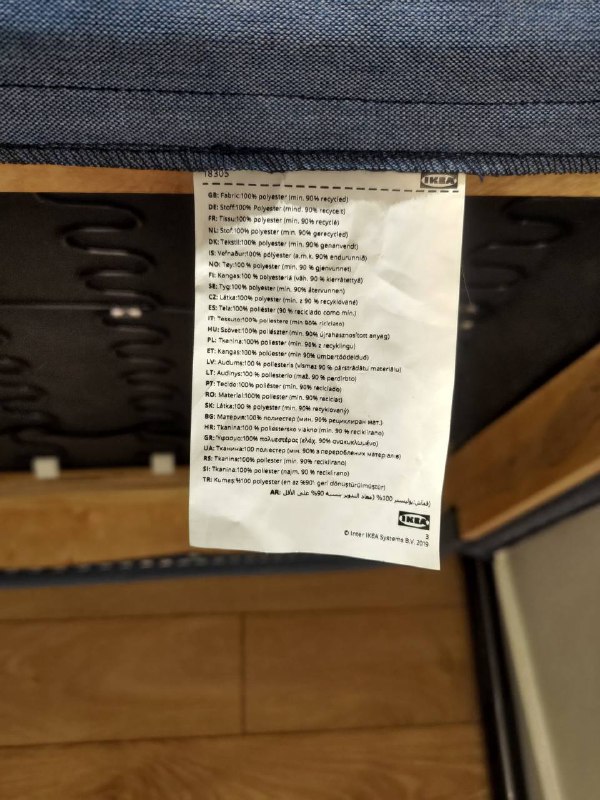 18305
IKEA
GB: Fabric:100% polyester (min. 90% recycled)
DE: Stoff:100% Polyester (mind. 90% recycelt)
FR: Tissu:100% polyester (min. 90% recyclé)
NL: Stof:100% polyester (min. 90% gerecycled)
DK: Tekstil:100% polyester (min. 90% genanvendt)
IS: Vefnaður:100% pólýester (a.m.k. 90% endurunnið)
NO: Tøy:100 % polyester (min. 90 % gjenvunnet)
FI: Kangas:100 % polyesteriä (väh. 90 % kierrätettyä)
SE: Tyg:100% polyester (min. 90% återvunnen)
CZ: Látka:100% polyester (min. z 90 % recyklované)
ES: Tela:100% poliéster (90 % reciclado como mín.)
IT: Tessuto:100% poliestere (min. 90% riciclato)
HU: Szövet:100% poliészter (min. 90% újrahasznosított anyag)
PL: Tkanina:100% poliester (min. 90% z recyklingu)
ET: Kangas:100% polüester (min 90% ümbertöödeldud)
LV: Audums:100 % poliesteris (vismaz 90 % pārstrādātu materiālu)
LT: Audinys:100 % poliesterio (maž. 90 % perdirbto)
PT: Tecido:100% poliéster (min. 90% reciclado)
RO: Material:100% poliester (min. 90% reciclat)
SK: Látka:100 % polyester (min. 90% recyklovaný)
BG: Материя:100% полиестер (мин. 90% рециклиран мат.)
HR: Tkanina:100 % poliestersko vlakno (min. 90 % reciklirano)
GR: Ύφασμα:100% πολυεστέρας (ελάχ. 90% ανακυκλωμένο)
UA: Тканина:100 поліестер (мін. 90% з перероблених матеріалів)
RS: Tkanina:100% poliester (min. 90% reciklirano)
SI: Tkanina:100 % poliester (najm. 90 % reciklirano)
TR: Kumaş:%100 polyester (en az %90'ı geri dönüştürülmüştür)
AR: قماش:بوليستر 100% (معاد التدوير بنسبة 90% على الأقل)
IKEA
3
© Inter IKEA Systems B.V. 2019